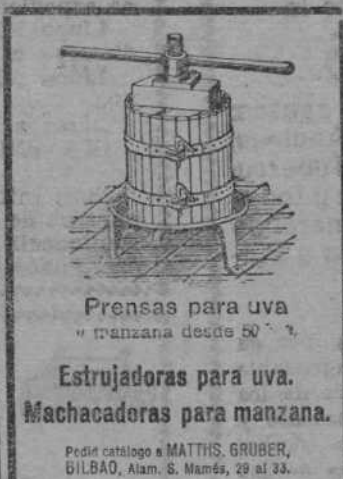 Prensas para uva
manzana desde 50
Estrujadoras para uva.
Machacadoras para manzana.
Pedid catálogo a MATTHS. GRUBER,
BILBAO, Alam. S. Mamés, 29 al 33.